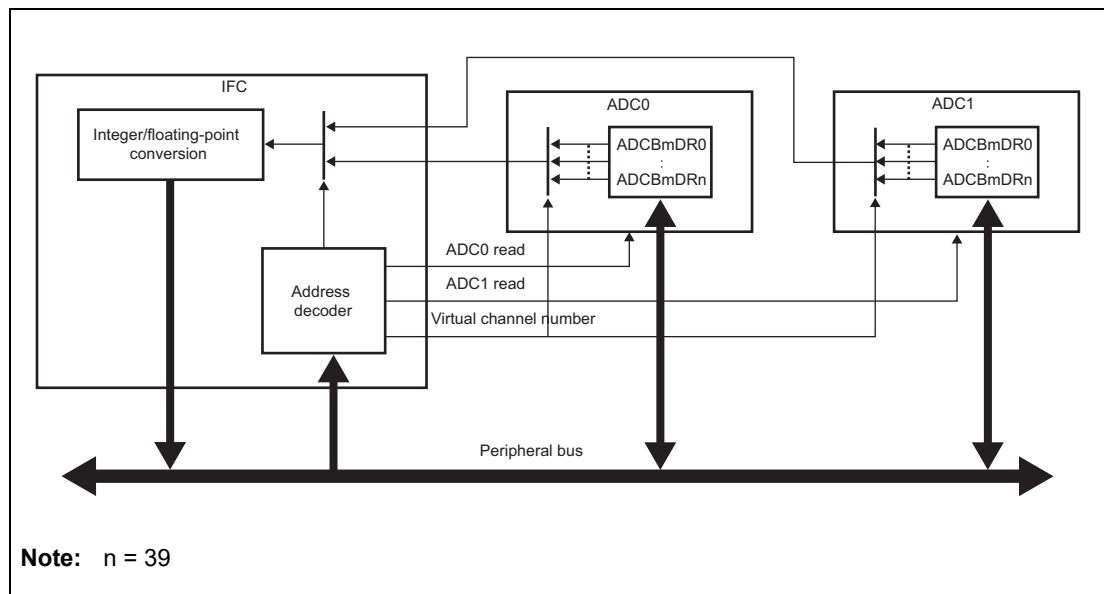 IFC
Integer/floating-point
conversion
ADC0
ADCBmDR0
:
ADCBmDRn
ADC1
ADCBmDR0
:
ADCBmDRn
Address
decoder
ADC0 read
ADC1 read
Virtual channel number
Peripheral bus
Note: n = 39